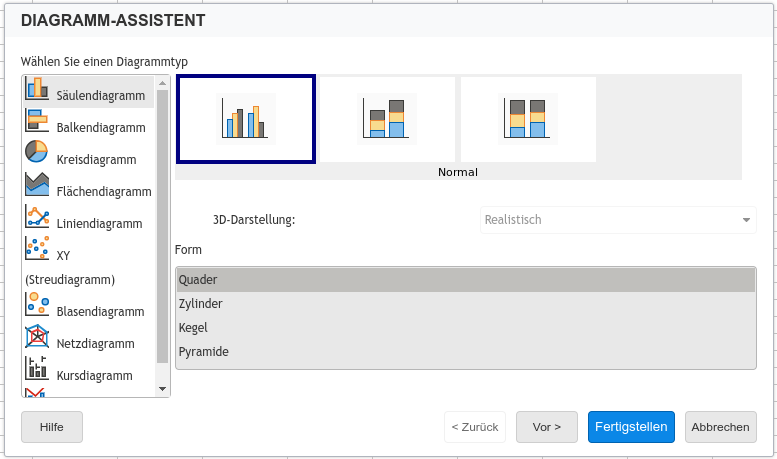 DIAGRAMM-ASSISTENT
Wählen Sie einen Diagrammtyp
Säulendiagramm
Balkendiagramm
Kreisdiagramm
Flächendiagramm
Liniendiagramm
XY
(Streudiagramm)
Blasendiagramm
Netzdiagramm
Kursdiagramm
Normal
3D-Darstellung:
Realistisch
Form
Quader
Zylinder
Kegel
Pyramide
Hilfe
< Zurück
Vor >
Fertigstellen
Abbrechen